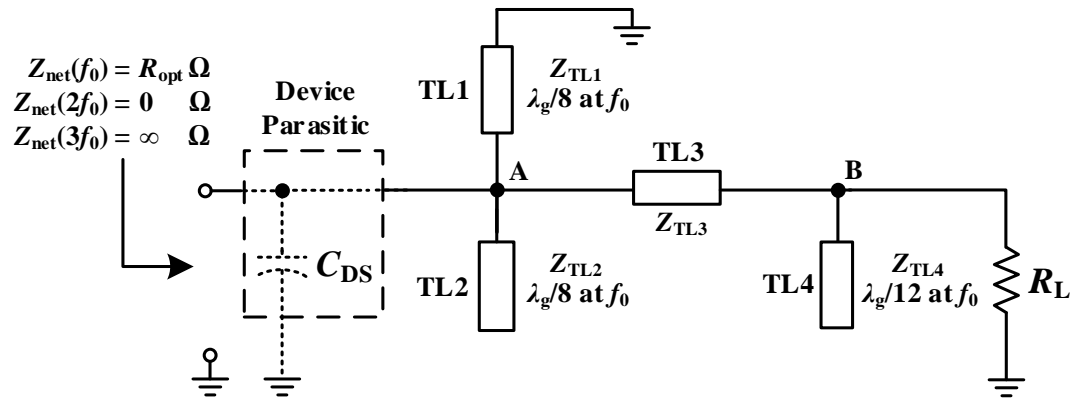 Z_net(f_0) = R_opt Ω
Z_net(2f_0) = 0 Ω
Z_net(3f_0) = ∞ Ω
Device
Parasitic
C_DS
TL1
Z_TL1
λ_g/8 at f_0
A
TL2
Z_TL2
λ_g/8 at f_0
TL3
Z_TL3
B
TL4
Z_TL4
λ_g/12 at f_0
R_L